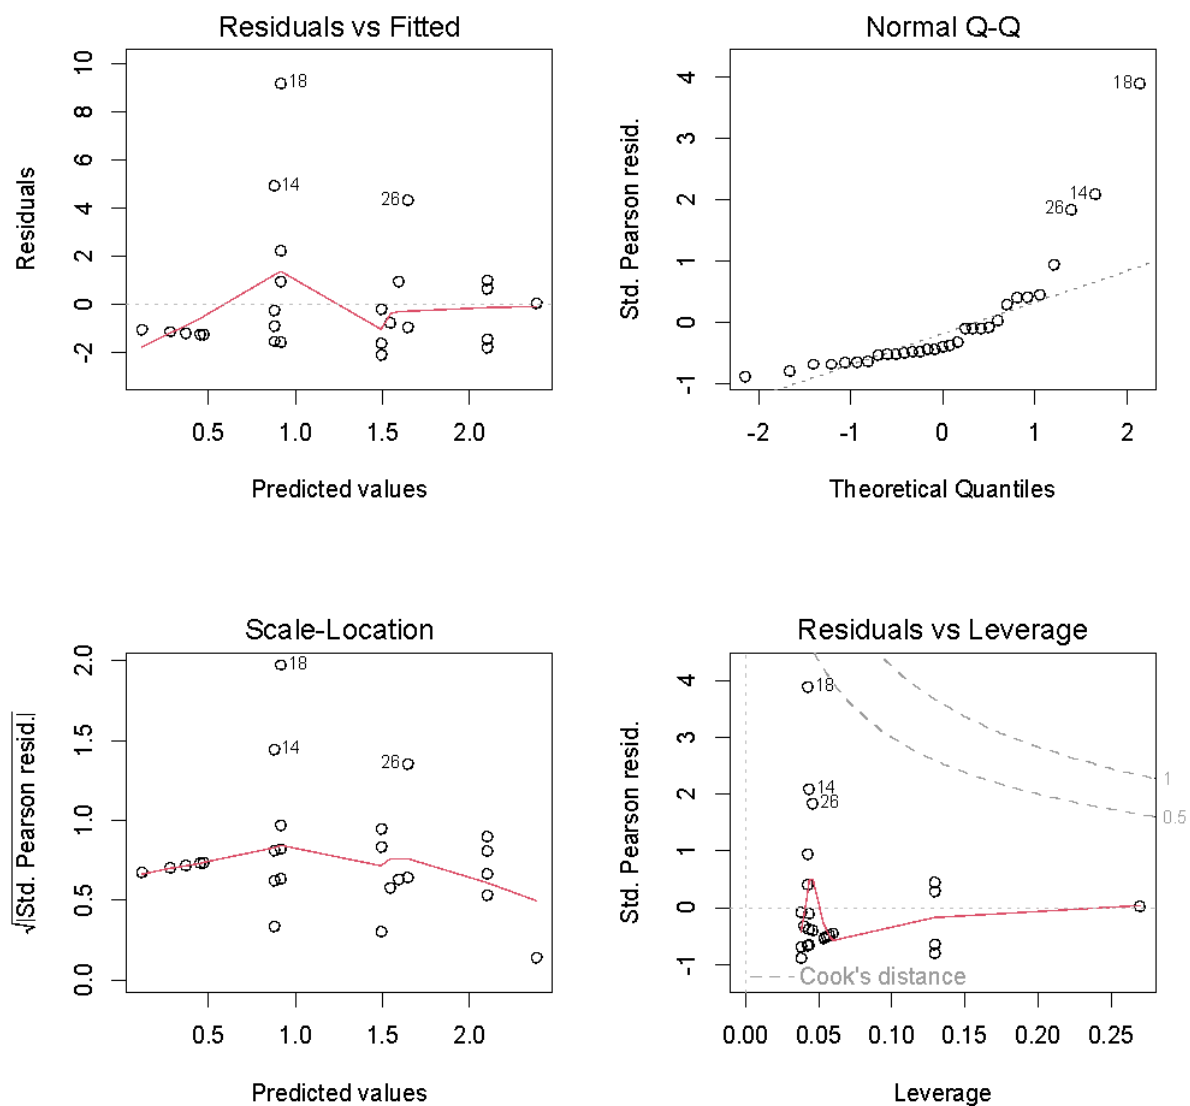 Residuals vs Fitted
Residuals
10
8
6
4
2
0
-2
18
14
26
0.5 1.0 1.5 2.0
Predicted values
Normal Q-Q
Std. Pearson resid.
4
3
2
1
0
-1
18
14
26
-2 -1 0 1 2
Theoretical Quantiles
Scale-Location
√|Std. Pearson resid.|
2.0
1.5
1.0
0.5
0.0
18
14
26
0.5 1.0 1.5 2.0
Predicted values
Residuals vs Leverage
Std. Pearson resid.
4
3
2
1
0
-1
18
14
26
1
0.5
Cook's distance
0.00 0.05 0.10 0.15 0.20 0.25
Leverage